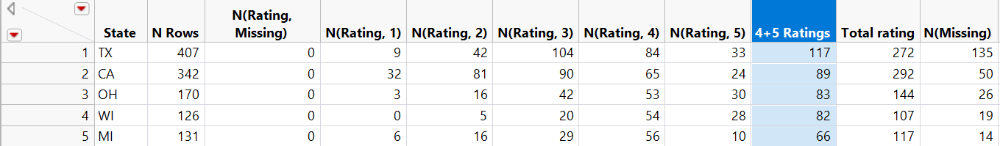 State N Rows N(Rating, Missing) N(Rating, 1) N(Rating, 2) N(Rating, 3) N(Rating, 4) N(Rating, 5) 4+5 Ratings Total rating N(Missing)
1 TX 407 0 9 42 104 84 33 117 272 135
2 CA 342 0 32 81 90 65 24 89 292 50
3 OH 170 0 3 16 42 53 30 83 144 26
4 WI 126 0 0 5 20 54 28 82 107 19
5 MI 131 0 6 16 29 56 10 66 117 14